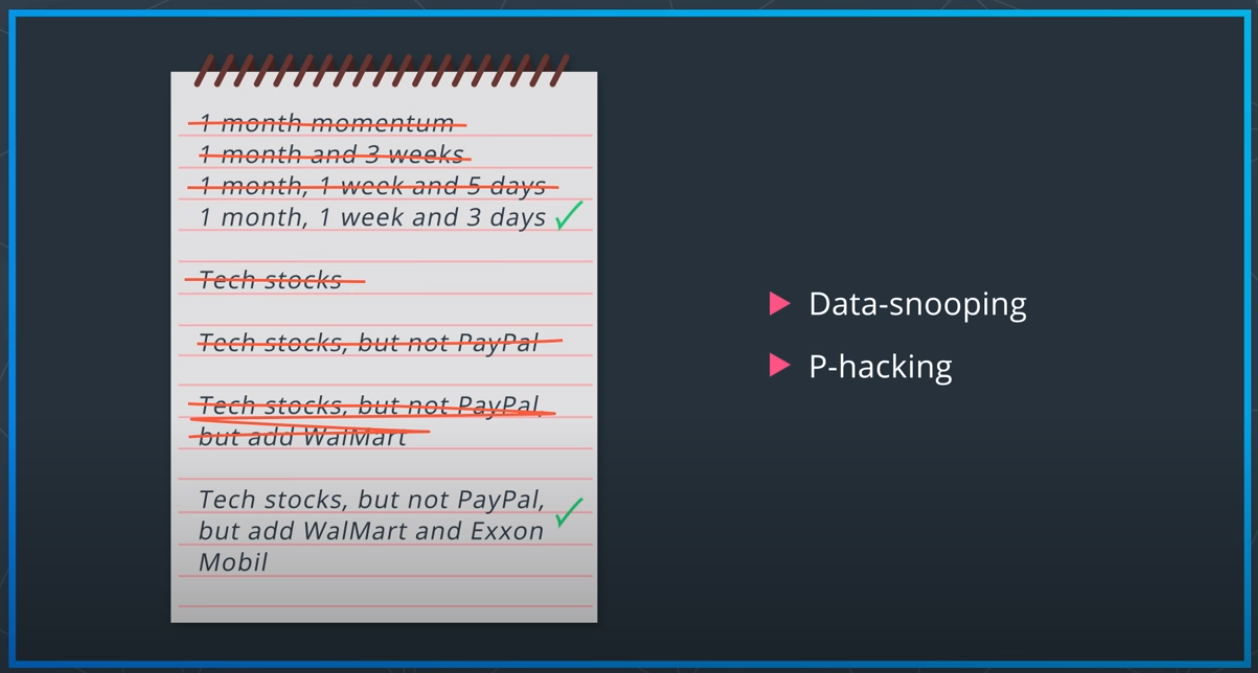 1 month momentum
1 month and 3 weeks
1 month, 1 week and 5 days
1 month, 1 week and 3 days
Tech stocks
Tech stocks, but not PayPal
Tech stocks, but not PayPal,
but add WalMart
Tech stocks, but not PayPal,
but add WalMart and Exxon
Mobil
Data-snooping
P-hacking